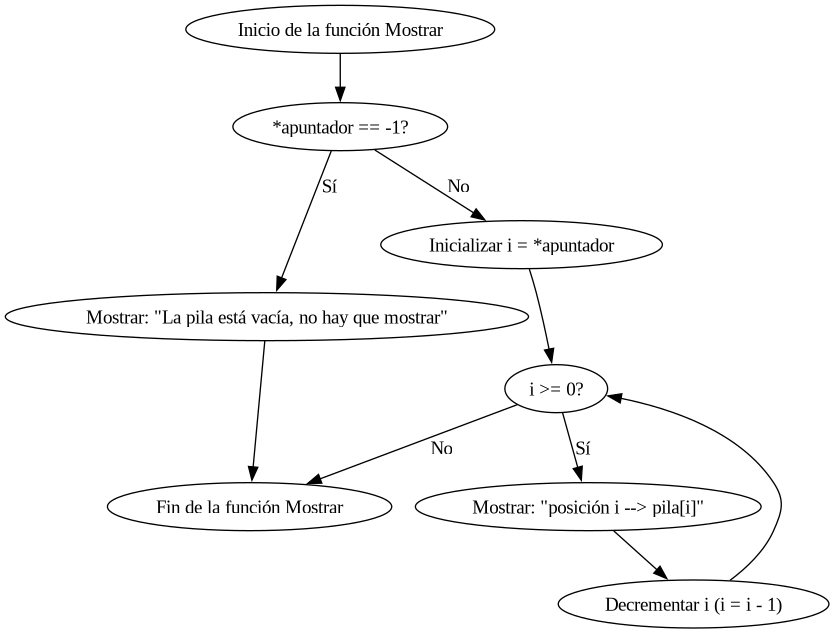 Inicio de la función Mostrar
*apuntador == -1?
Sí
No
Inicializar i = *apuntador
Mostrar: "La pila está vacía, no hay que mostrar"
i >= 0?
No
Sí
Fin de la función Mostrar
Mostrar: "posición i --> pila[i]"
Decrementar i (i = i - 1)